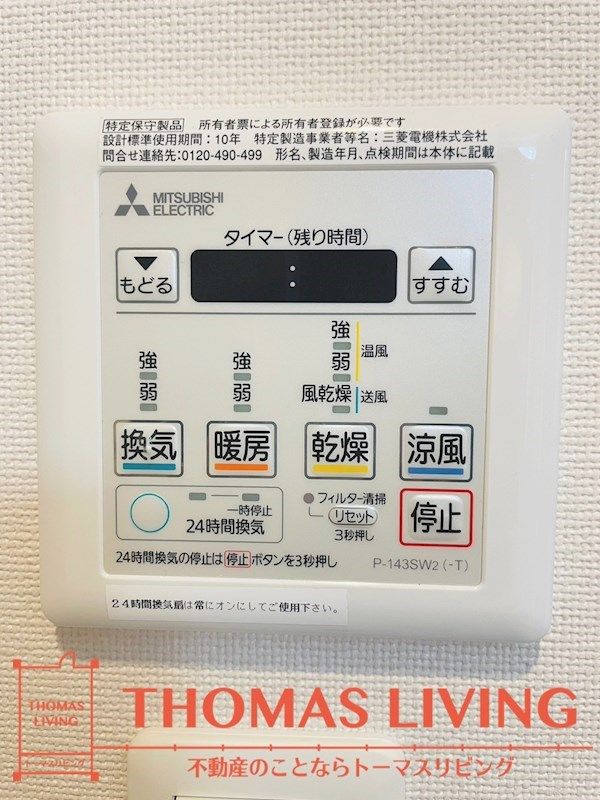 特定保守製品 所有者票による所有者登録が必要です
設計標準使用期間：10年 特定製造事業者等名：三菱電機株式会社
問合せ連絡先:0120-490-499 形名、製造年月、点検期間は本体に記載
MITSUBISHI
ELECTRIC
タイマー(残り時間)
▼ : ▲
もどる すすむ
強
強 強 弱 温風
弱 弱 風乾燥 送風
換気 暖房 乾燥 涼風
一時停止
24時間換気
フィルター清掃
リセット
3秒押し
停止
24時間換気の停止は停止ボタンを3秒押し
P-143SW2(-T)
24時間換気扇は常にオンにしてご使用下さい。
THOMAS
LIVING
トーマスリビング
THOMAS LIVING
不動産のことならトーマスリビング